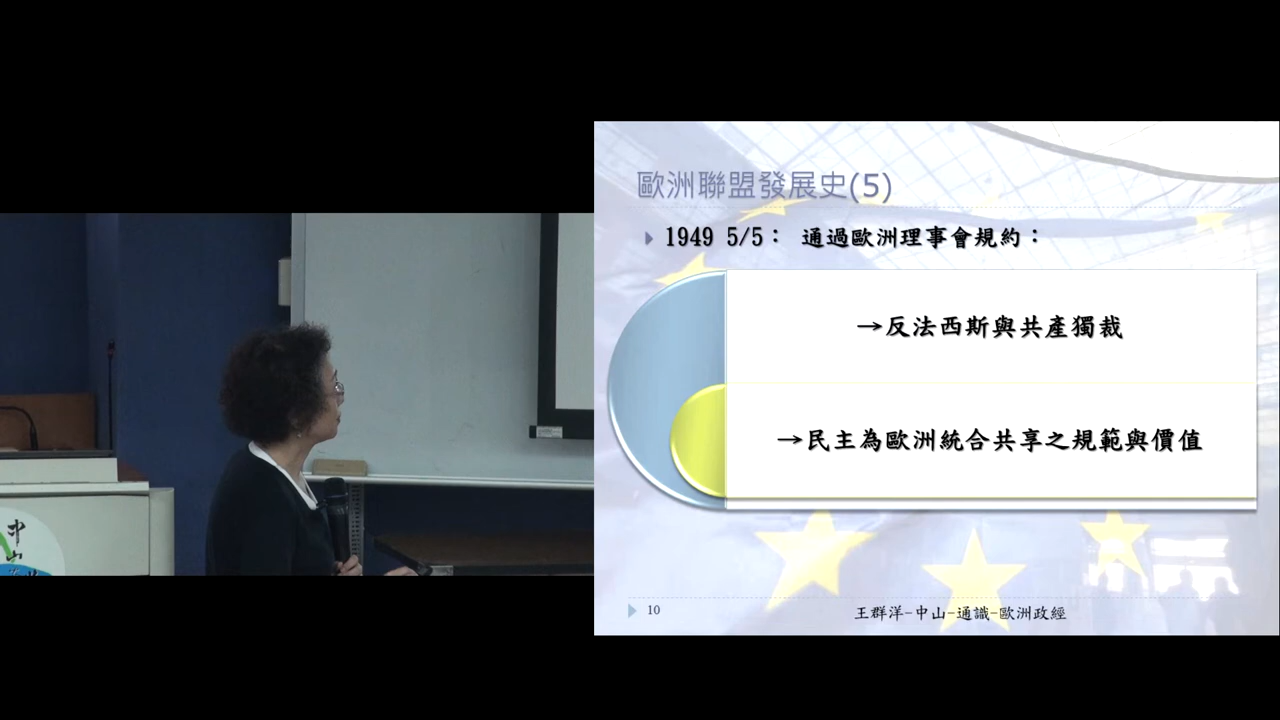 歐洲聯盟發展史(5)
1949 5/5： 通過歐洲理事會規約：
→反法西斯與共產獨裁
→民主為歐洲統合共享之規範與價值
10
王群洋-中山-通識-歐洲政經
中山